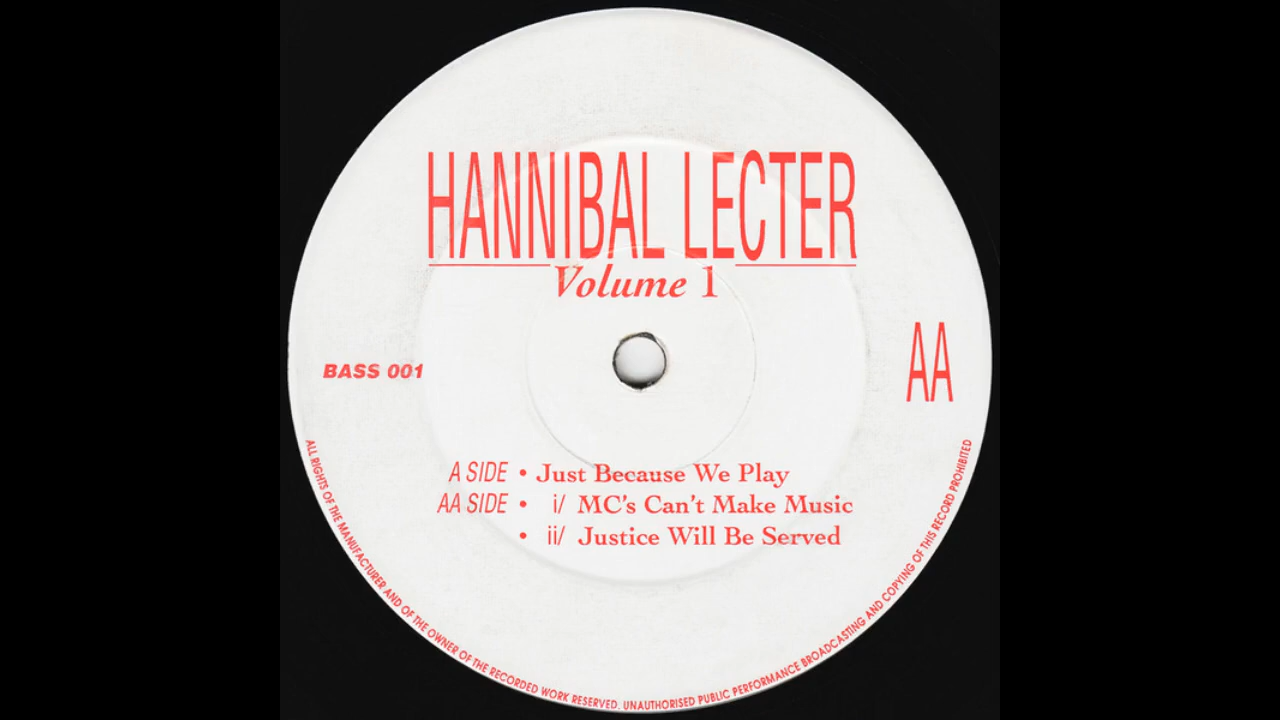 HANNIBAL LECTER
Volume 1
BASS 001
AA
A SIDE • Just Because We Play
AA SIDE • i/ MC's Can't Make Music
• ii/ Justice Will Be Served
ALL RIGHTS OF THE MANUFACTURER AND OF THE OWNER OF THE RECORDED WORK RESERVED. UNAUTHORISED PUBLIC PERFORMANCE BROADCASTING AND COPYING OF THIS RECORD PROHIBITED